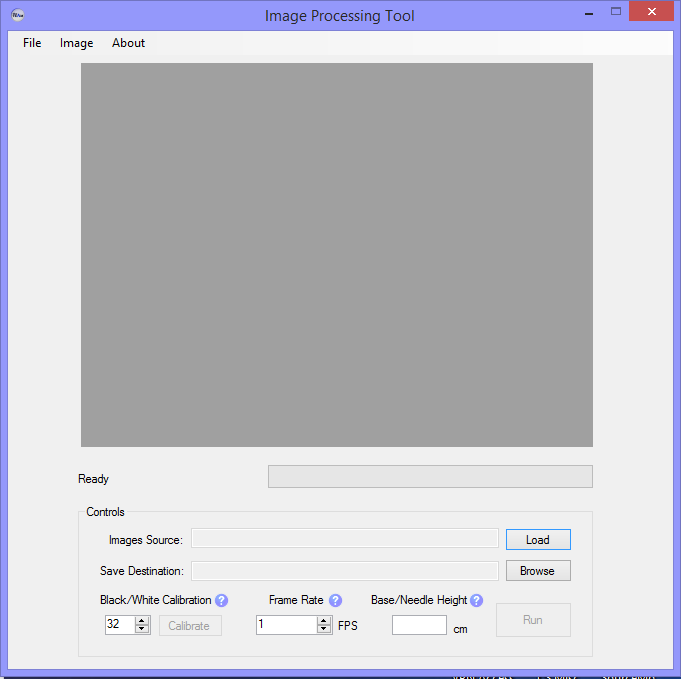 Image Processing Tool
File Image About
Ready
Controls
Images Source: Load
Save Destination: Browse
Black/White Calibration ? Frame Rate ? Base/Needle Height ?
32 Calibrate 1 FPS cm Run